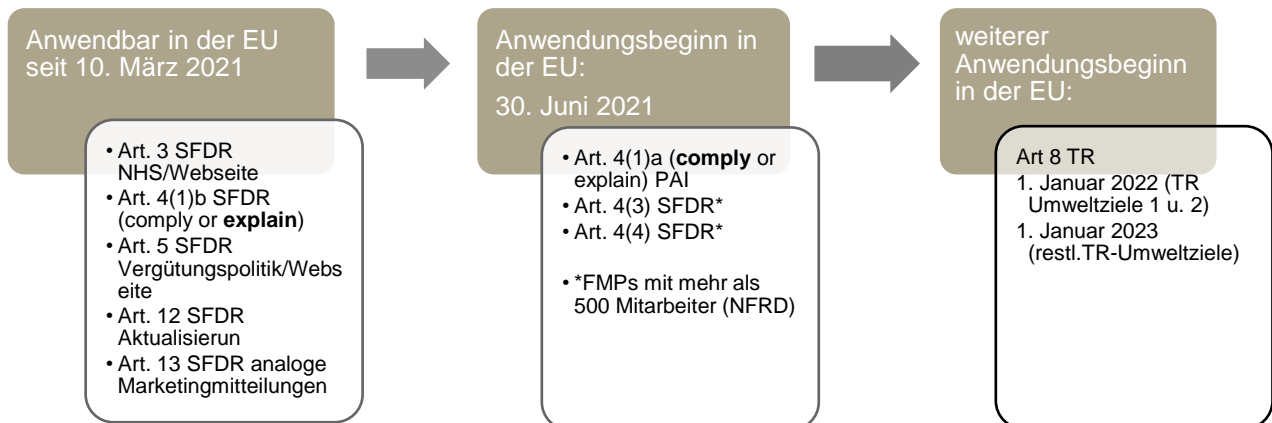 Anwendbar in der EU
seit 10. März 2021
• Art. 3 SFDR
NHS/Webseite
• Art. 4(1)b SFDR
(comply or explain)
• Art. 5 SFDR
Vergütungspolitik/Webs
eite
• Art. 12 SFDR
Aktualisierun
• Art. 13 SFDR analoge
Marketingmitteilungen
Anwendungsbeginn in
der EU:
30. Juni 2021
• Art. 4(1)a (comply or
explain) PAI
• Art. 4(3) SFDR*
• Art. 4(4) SFDR*
• *FMPs mit mehr als
500 Mitarbeiter (NFRD)
weiterer
Anwendungsbeginn
in der EU:
Art 8 TR
1. Januar 2022 (TR
Umweltziele 1 u. 2)
1. Januar 2023
(restl.TR-Umweltziele)